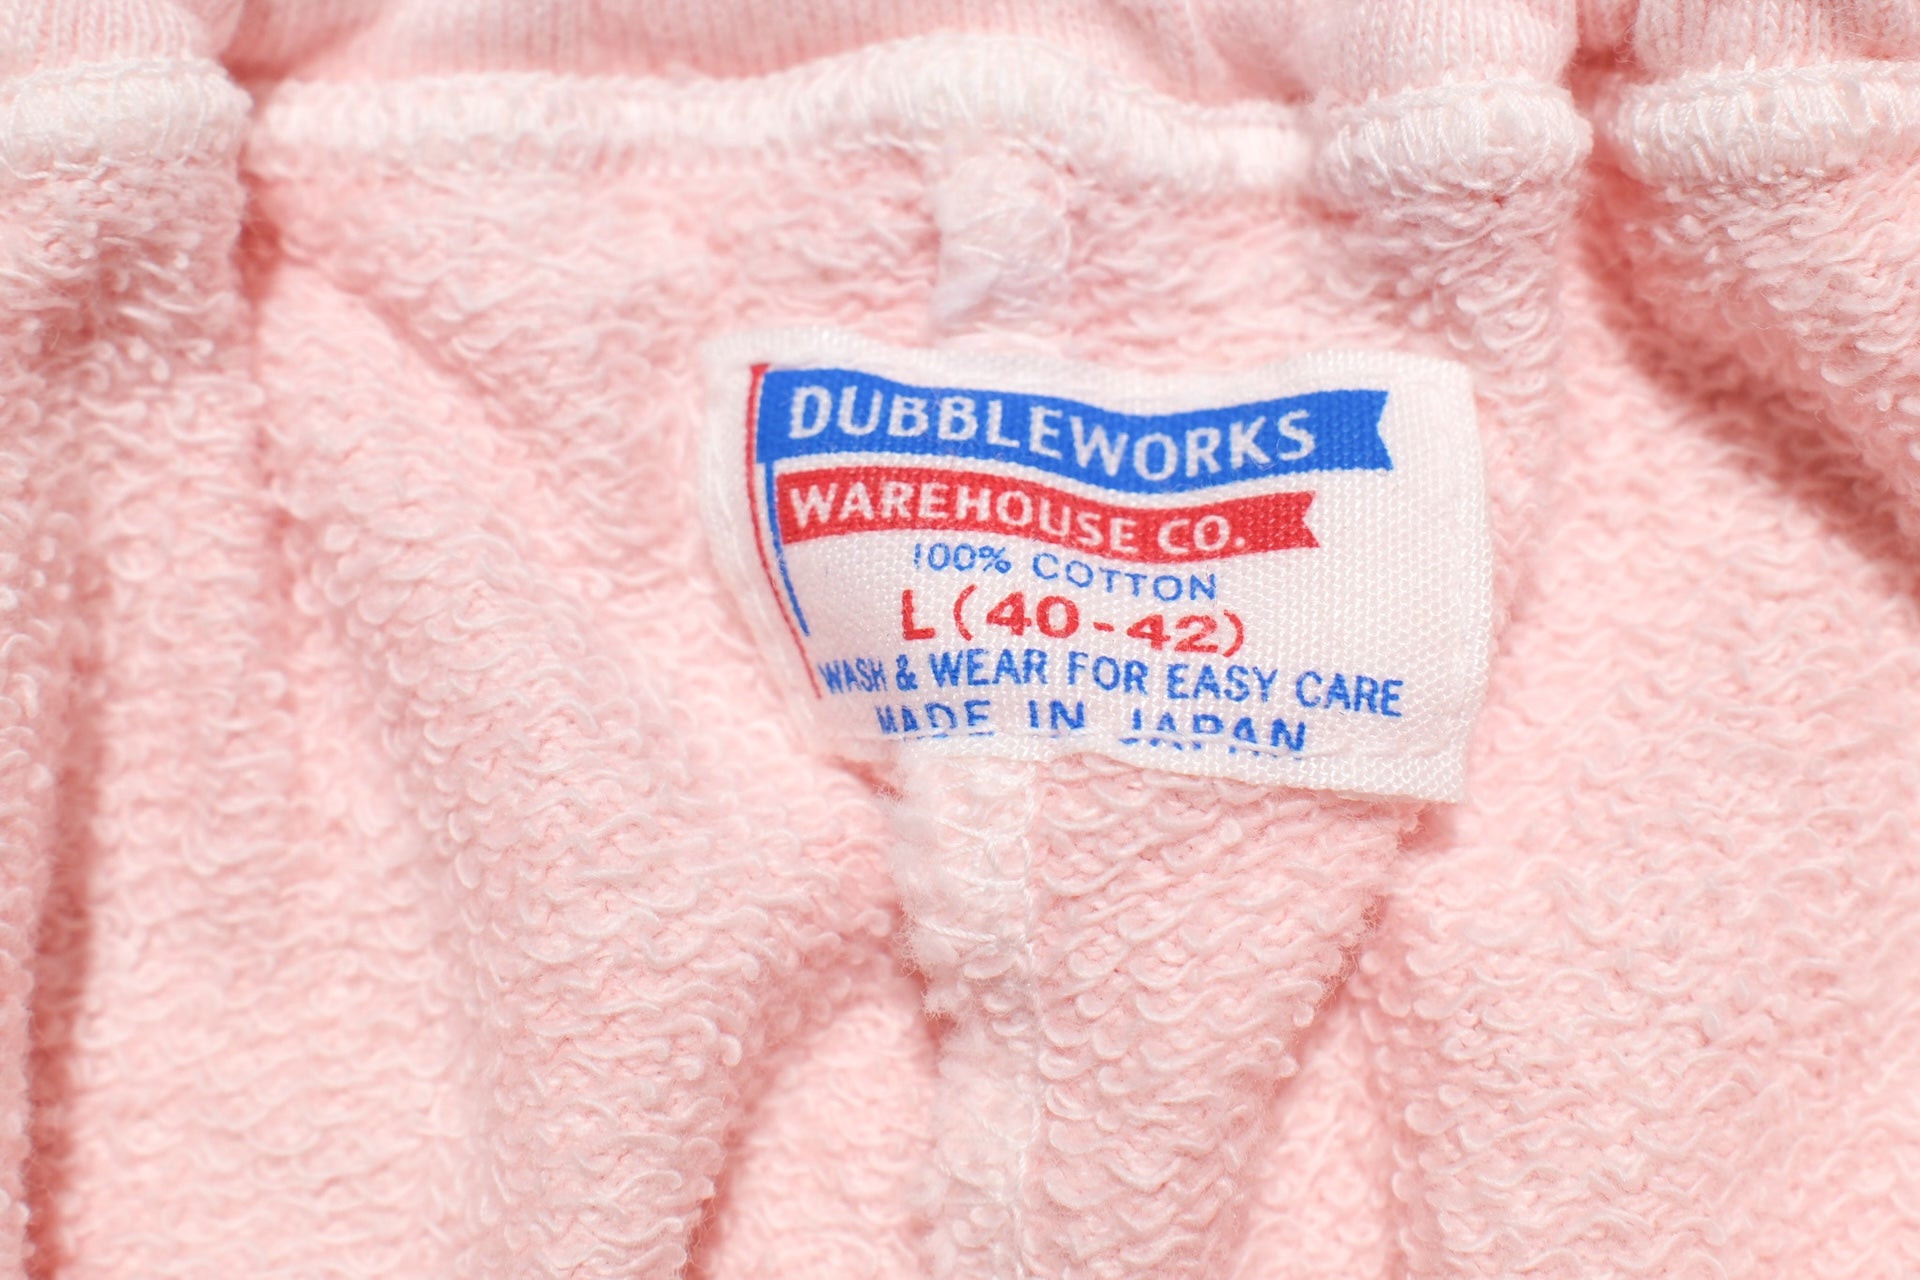 DUBBLEWORKS
WAREHOUSE CO.
100% COTTON
L (40-42)
WASH & WEAR FOR EASY CARE
MADE IN JAPAN